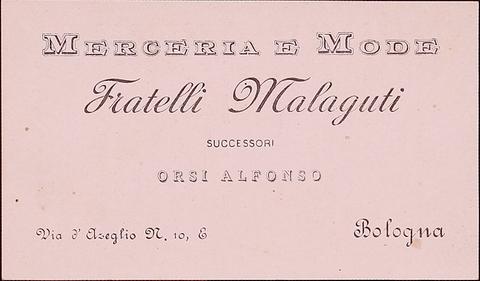 MERCERIA E MODE
Fratelli Malaguti
SUCCESSORI
ORSI ALFONSO
Via d' Azeglio N. 10, E
Bologna